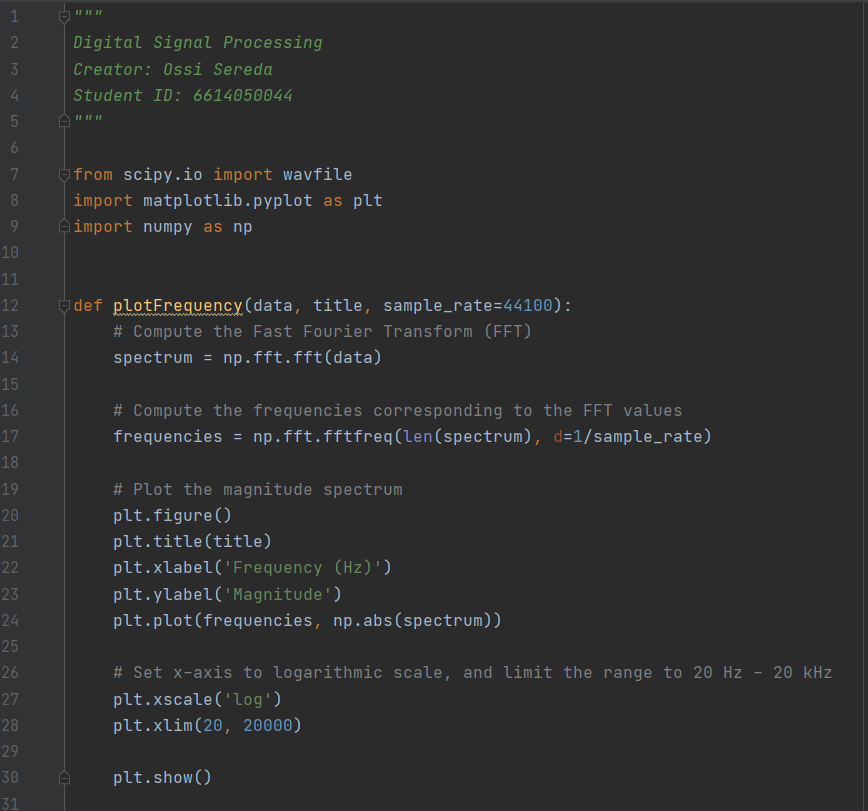 1 """
2 Digital Signal Processing
3 Creator: Ossi Sereda
4 Student ID: 6614050044
5 """
6
7 from scipy.io import wavfile
8 import matplotlib.pyplot as plt
9 import numpy as np
10
11
12 def plotFrequency(data, title, sample_rate=44100):
13     # Compute the Fast Fourier Transform (FFT)
14     spectrum = np.fft.fft(data)
15
16     # Compute the frequencies corresponding to the FFT values
17     frequencies = np.fft.fftfreq(len(spectrum), d=1/sample_rate)
18
19     # Plot the magnitude spectrum
20     plt.figure()
21     plt.title(title)
22     plt.xlabel('Frequency (Hz)')
23     plt.ylabel('Magnitude')
24     plt.plot(frequencies, np.abs(spectrum))
25
26     # Set x-axis to logarithmic scale, and limit the range to 20 Hz - 20 kHz
27     plt.xscale('log')
28     plt.xlim(20, 20000)
29
30     plt.show()
31